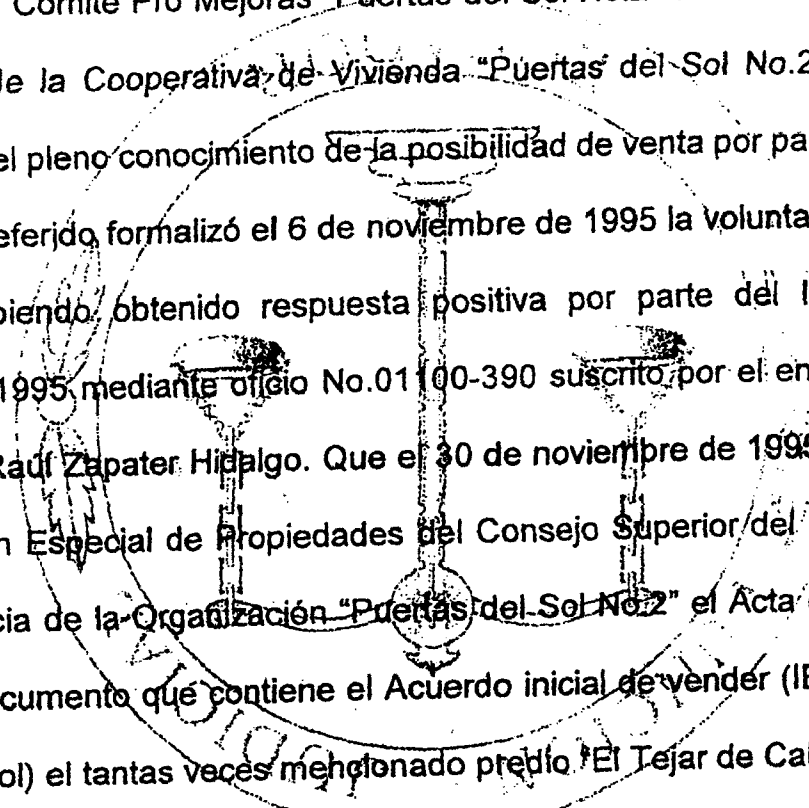 Comité Pro Mejoras "Puertas del Sol
de la Cooperativa de Vivienda "Puertas del Sol No.2
el pleno conocimiento de la posibilidad de venta por pa
eferido formalizó el 6 de noviembre de 1995 la volunta
biendo obtenido respuesta positiva por parte del I
1995 mediante oficio No.01100-390 suscrito por el en
Raúl Zapater Hidalgo. Que el 30 de noviembre de 1995
n Especial de Propiedades del Consejo Superior del
cia de la Organización "Puertas del Sol No.2" el Acta
ocumento que contiene el Acuerdo inicial de vender (IE
ol) el tantas veces mencionado predio "El Tejar de Cal